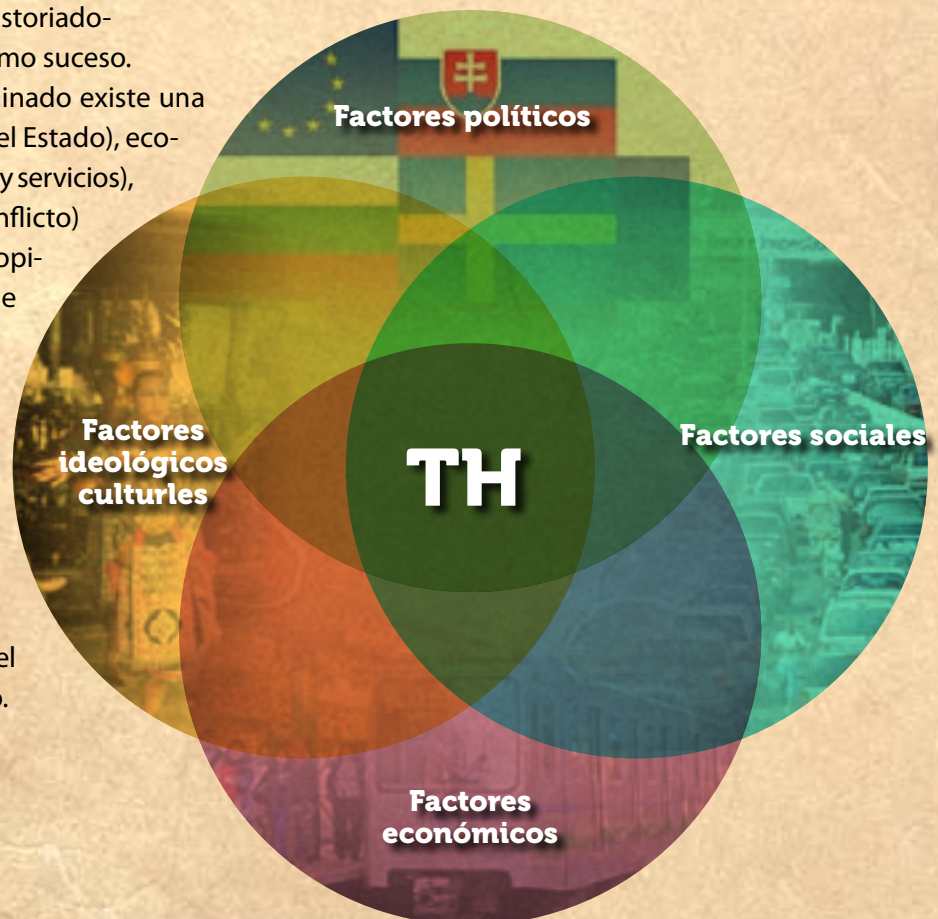 storiado-
mo suceso.
inado existe una
el Estado), eco-
y servicios),
nflicto)
opi-
e
el
o.
Factores políticos
Factores
ideológicos
culturles
TH
Factores sociales
Factores
económicos